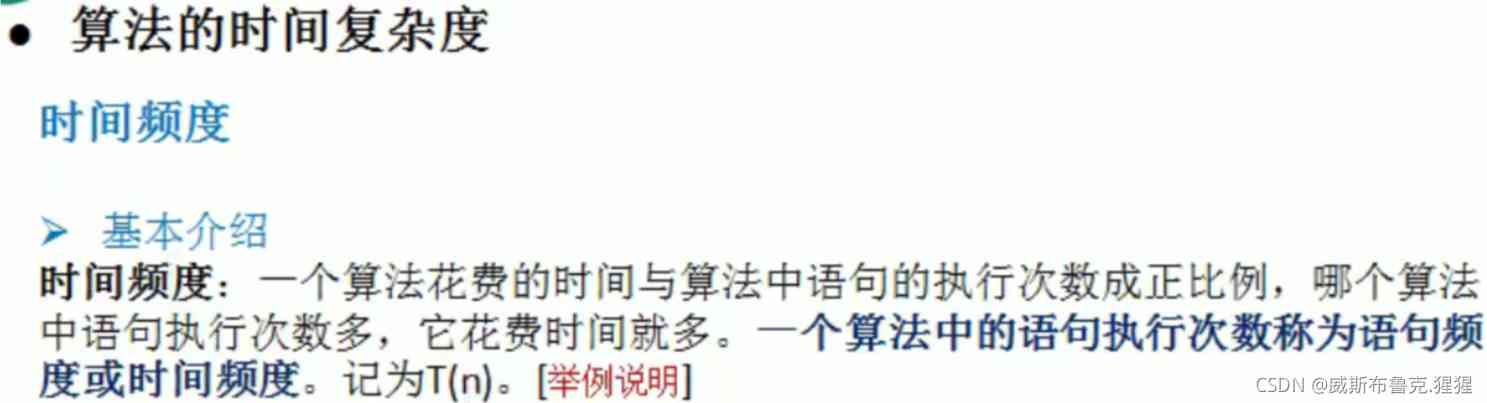 ● 算法的时间复杂度
时间频度
➢ 基本介绍
时间频度：一个算法花费的时间与算法中语句的执行次数成正比例，哪个算法
中语句执行次数多，它花费时间就多。一个算法中的语句执行次数称为语句频
度或时间频度。记为T(n)。[举例说明]
CSDN @威斯布鲁克.猩猩